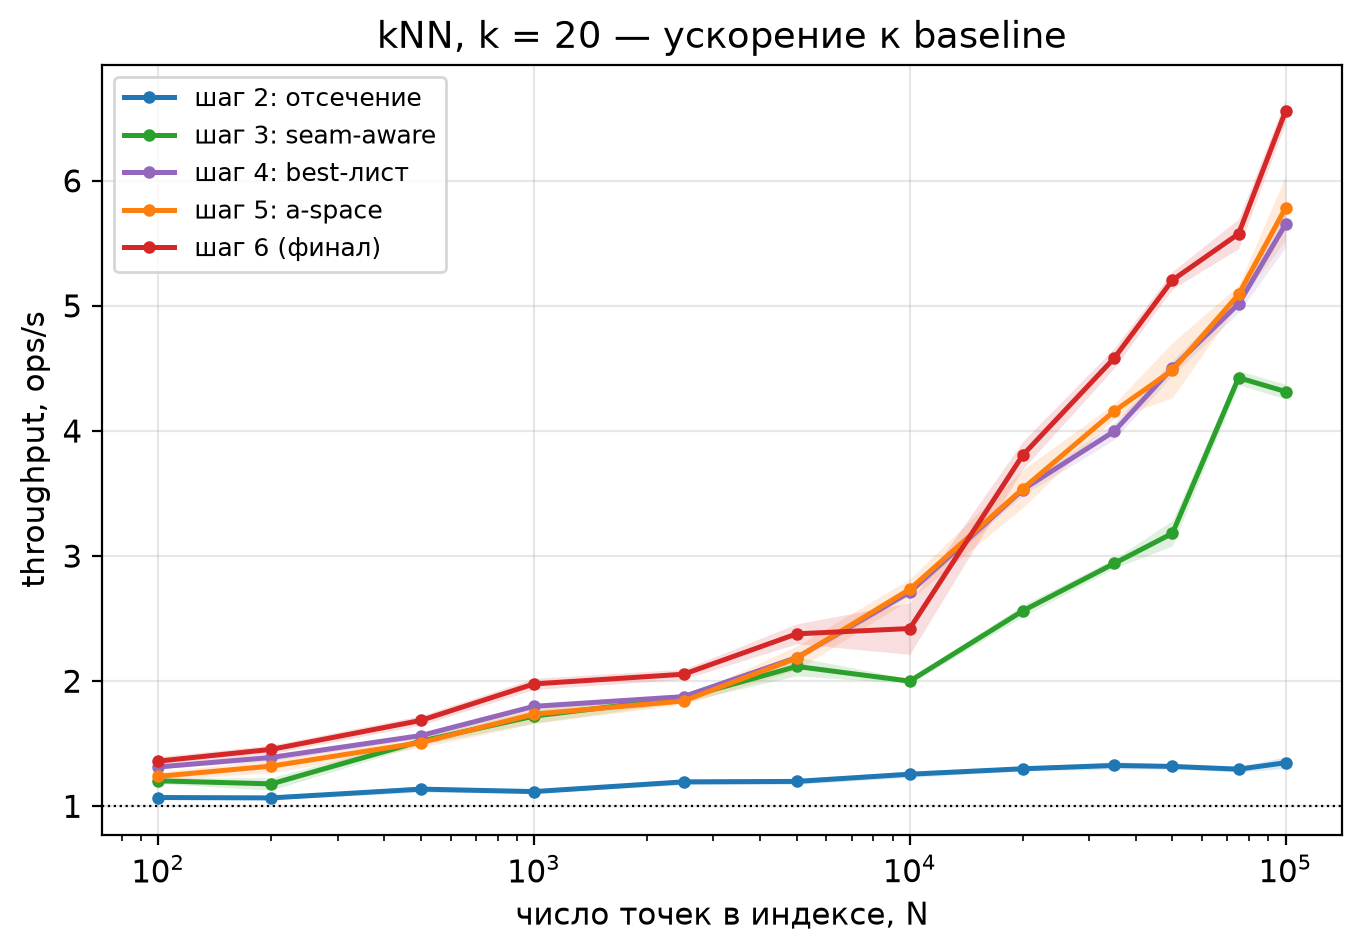 kNN, k = 20 — ускорение к baseline
шаг 2: отсечение
шаг 3: seam-aware
шаг 4: best-лист
шаг 5: a-space
шаг 6 (финал)
throughput, ops/s
6
5
4
3
2
1
10²
10³
10⁴
10⁵
число точек в индексе, N